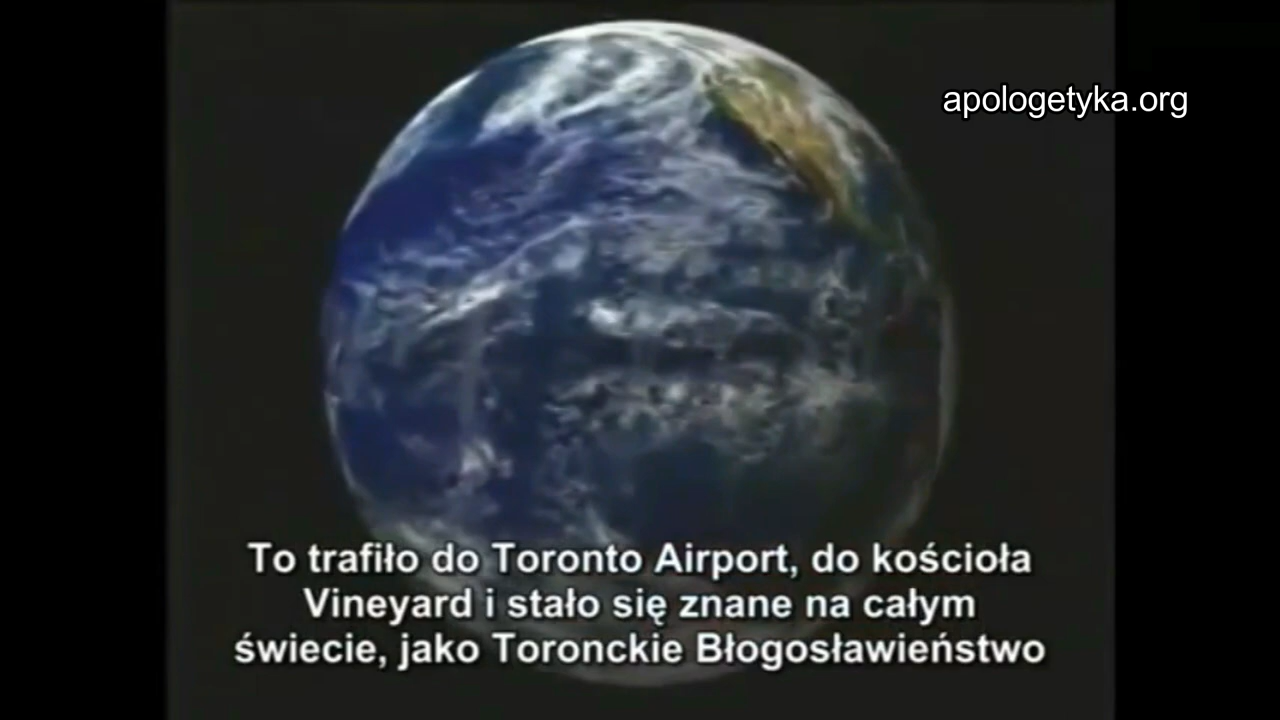 apologetyka.org
To trafiło do Toronto Airport, do kościoła
Vineyard i stało się znane na całym
świecie, jako Toronckie Błogosławieństwo